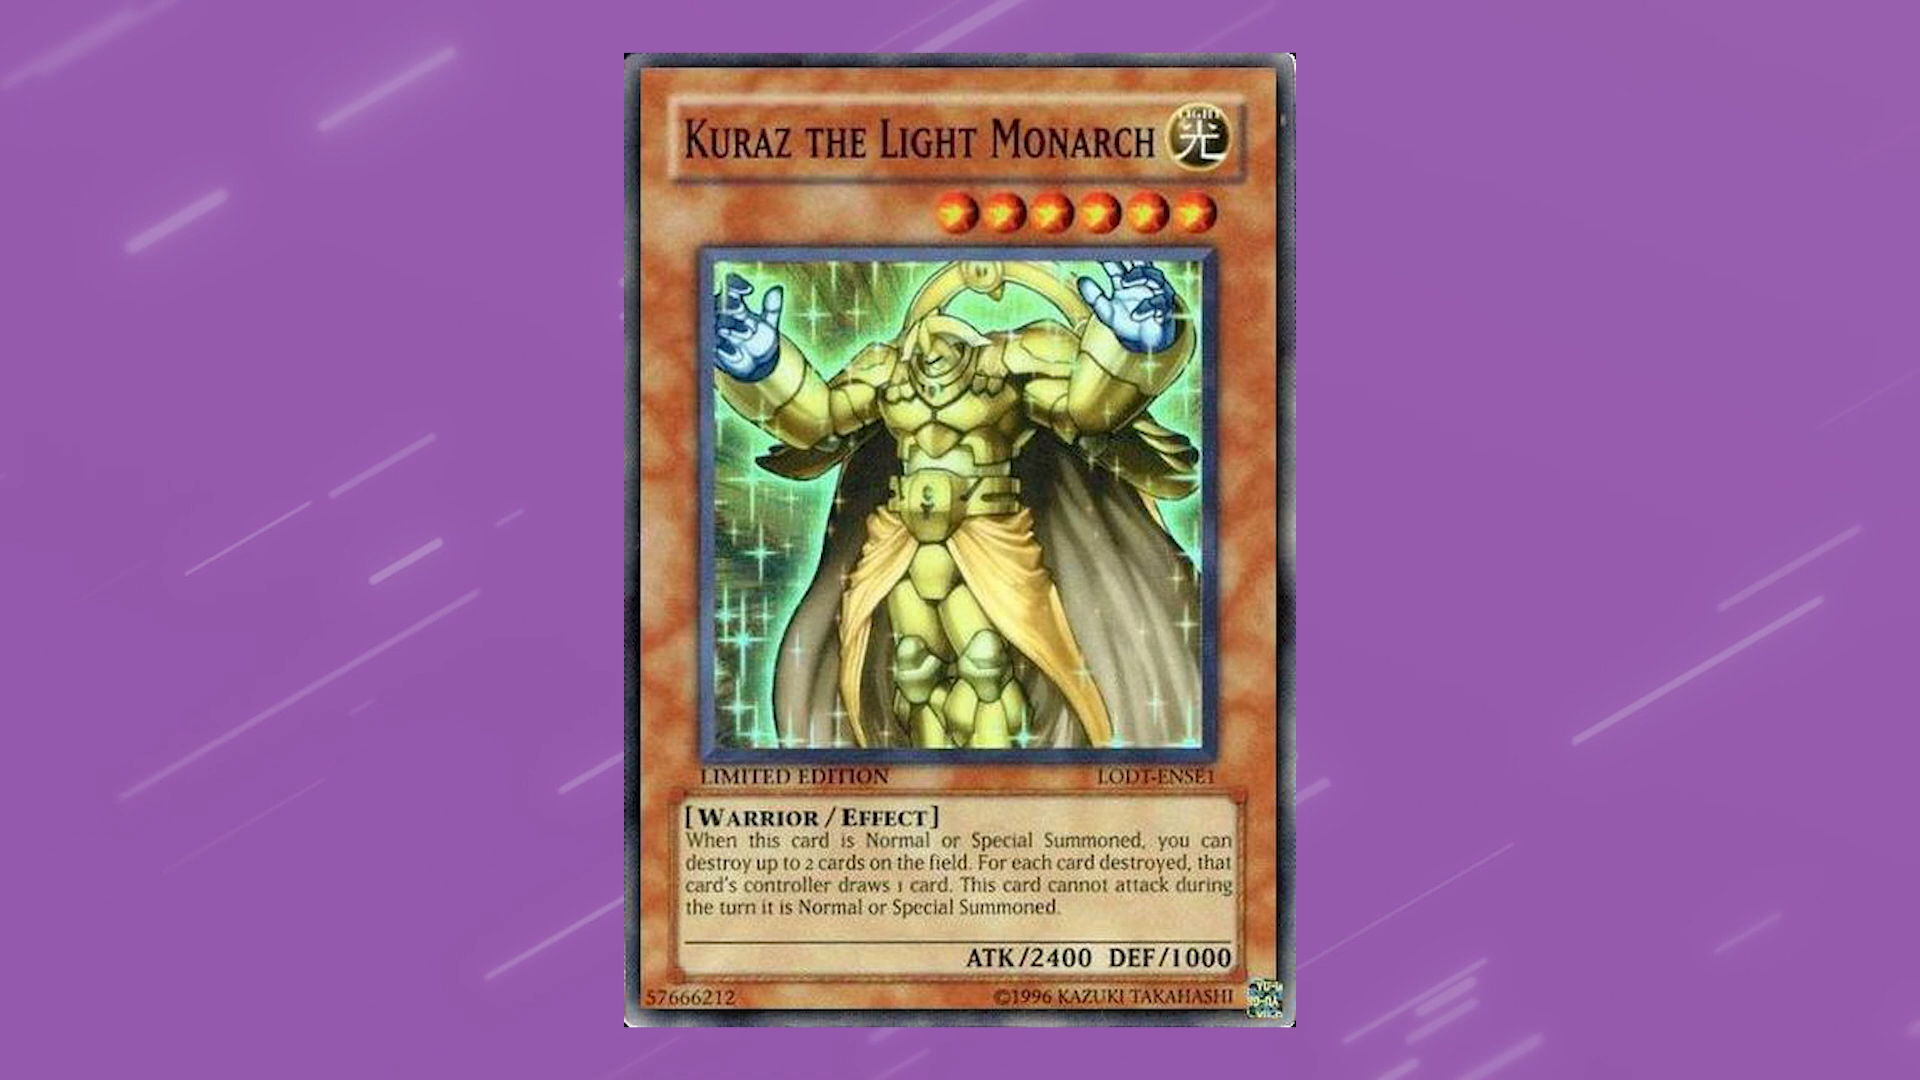 KURAZ THE LIGHT MONARCH
LIGHT
光
LIMITED EDITION LODT-ENSE1
[WARRIOR/EFFECT]
When this card is Normal or Special Summoned, you can
destroy up to 2 cards on the field. For each card destroyed, that
card's controller draws 1 card. This card cannot attack during
the turn it is Normal or Special Summoned.
ATK/2400 DEF/1000
57666212 ©1996 KAZUKI TAKAHASHI